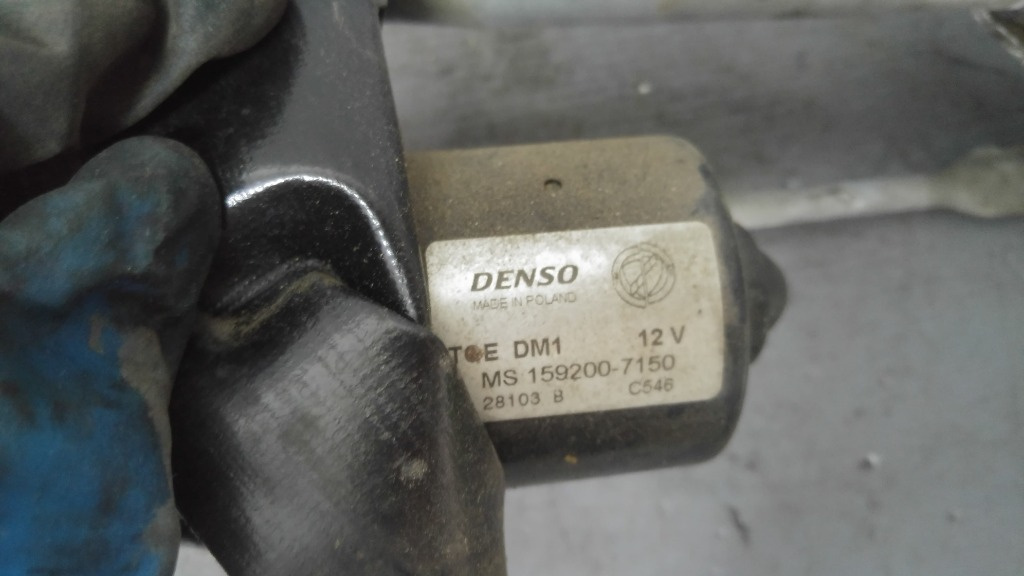 DENSO
MADE IN POLAND
DM1 12 V
MS 159200-7150
28103 B C546